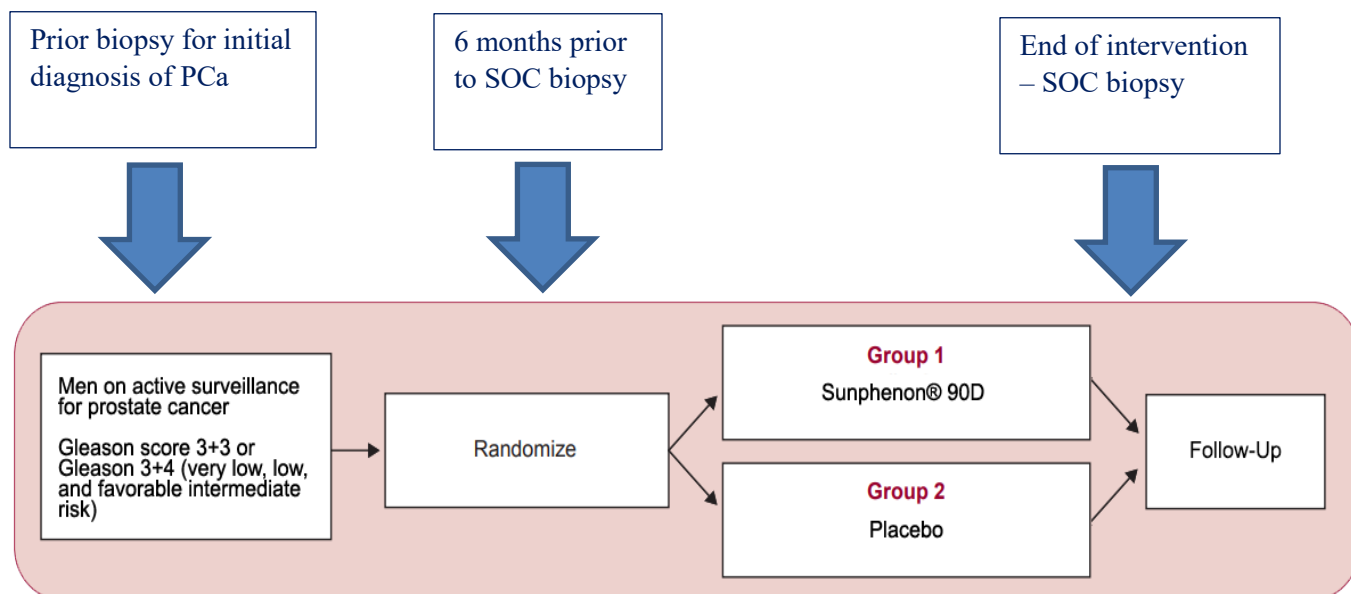 Prior biopsy for initial
diagnosis of PCa
6 months prior
to SOC biopsy
End of intervention
– SOC biopsy
Men on active surveillance
for prostate cancer
Gleason score 3+3 or
Gleason 3+4 (very low, low,
and favorable intermediate
risk)
Randomize
Group 1
Sunphenon® 90D
Group 2
Placebo
Follow-Up